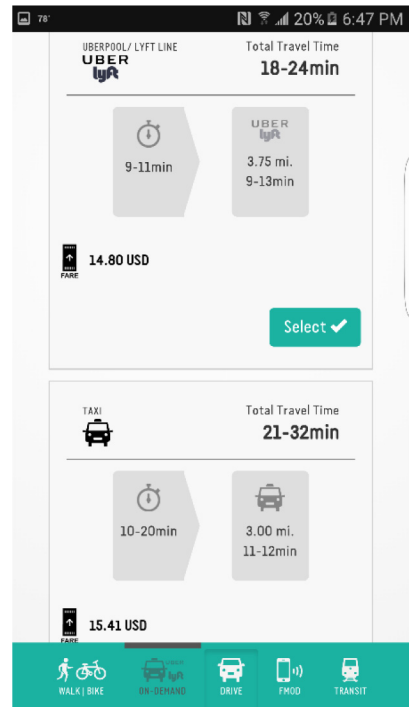 78° 20% 6:47 PM
UBERPOOL/ LYFT LINE Total Travel Time
UBER 18-24min
lyft
UBER
lyft
9-11min 3.75 mi.
9-13min
14.80 USD
FARE
Select
TAXI Total Travel Time
21-32min
10-20min 3.00 mi.
11-12min
15.41 USD
FARE
UBER
lyft
WALK | BIKE ON-DEMAND DRIVE FMOD TRANSIT